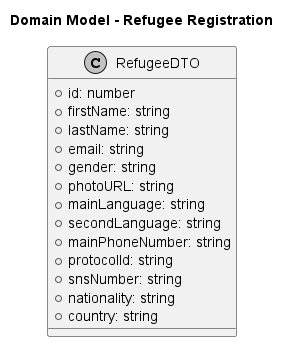 Domain Model - Refugee Registration
C RefugeeDTO
id: number
firstName: string
lastName: string
email: string
gender: string
photoURL: string
mainLanguage: string
secondLanguage: string
mainPhoneNumber: string
protocolId: string
snsNumber: string
nationality: string
country: string